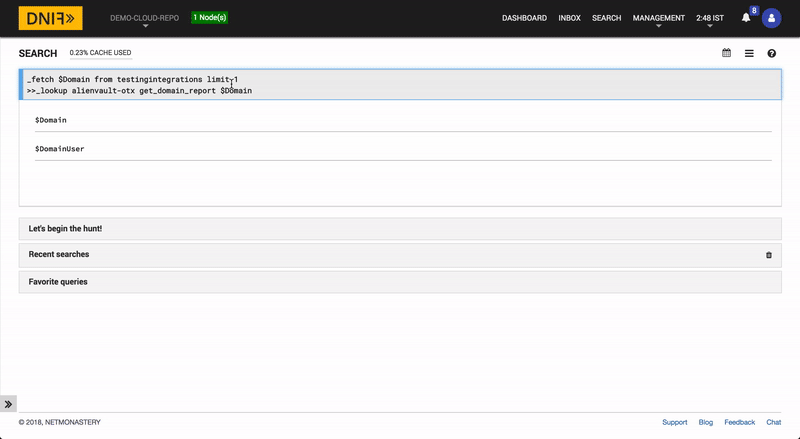 DNIF»
DEMO-CLOUD-REPO
1 Node(s)
DASHBOARD
INBOX
SEARCH
MANAGEMENT
2:48 IST
8
SEARCH
0.23% CACHE USED
_fetch $Domain from testingintegrations limit 1
>>_lookup alienvault-otx get_domain_report $Domain
$Domain
$DomainUser
Let's begin the hunt!
Recent searches
Favorite queries
© 2018, NETMONASTERY
Support
Blog
Feedback
Chat